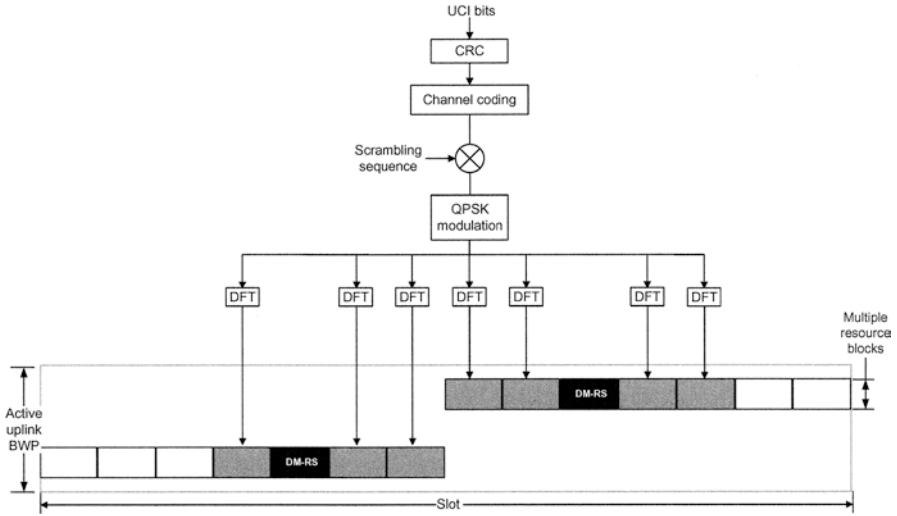 UCI bits
CRC
Channel coding
Scrambling
sequence
QPSK
modulation
DFT
DFT
DFT
DFT
DFT
DFT
DFT
Multiple
resource
blocks
DM-RS
Active
uplink
BWP
DM-RS
Slot